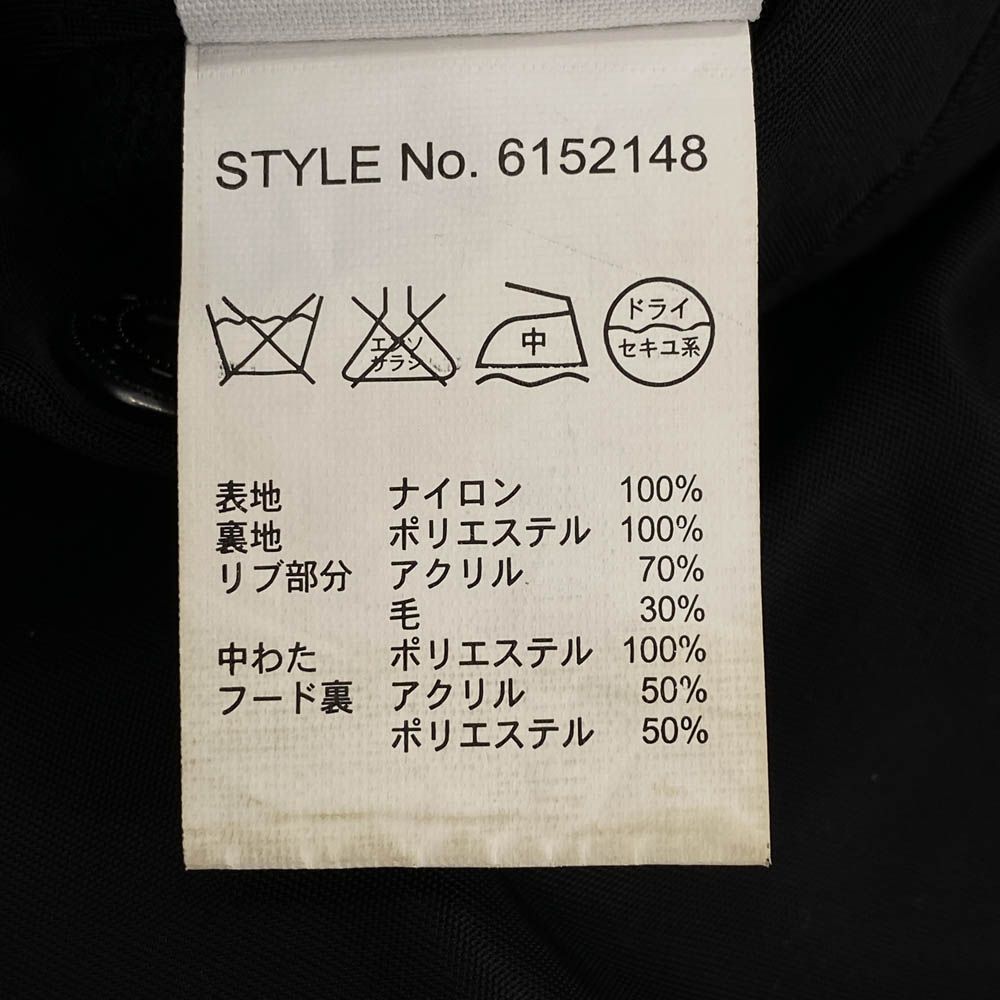 STYLE No. 6152148
エンソ
サラシ
中
ドライ
セキユ系
表地 ナイロン 100%
裏地 ポリエステル 100%
リブ部分 アクリル 70%
毛 30%
中わた ポリエステル 100%
フード裏 アクリル 50%
ポリエステル 50%